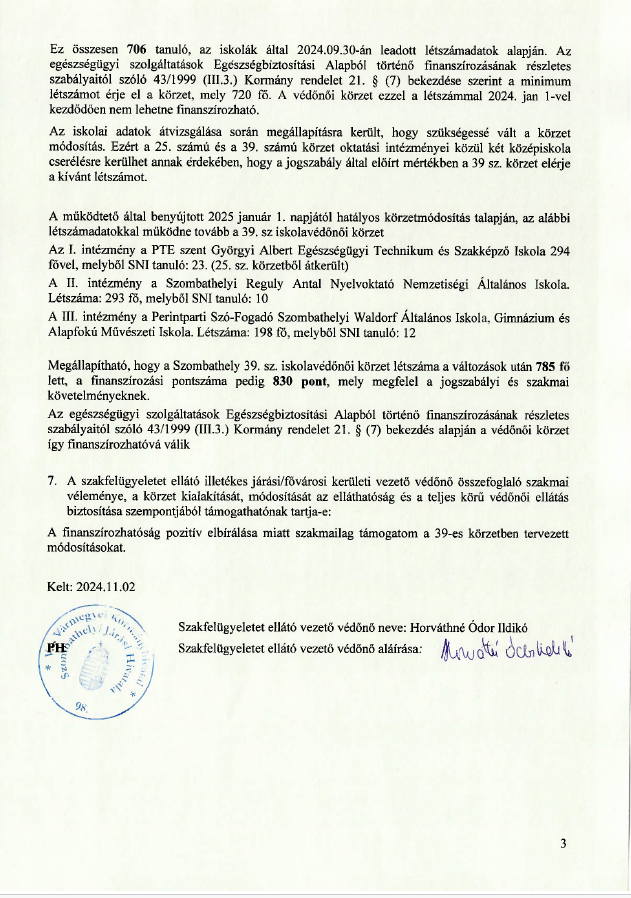 Ez összesen 706 tanuló, az iskolák által 2024.09.30-án leadott létszámadatok alapján. Az
egészségügyi szolgáltatások Egészségbiztosítási Alapból történő finanszírozásának részletes
szabályaitól szóló 43/1999 (III.3.) Kormány rendelet 21. § (7) bekezdése szerint a minimum
létszámot érje el a körzet, mely 720 fő. A védőnői körzet ezzel a létszámmal 2024. jan 1-vel
kezdődően nem lehetne finanszírozható.
Az iskolai adatok átvizsgálása során megállapításra került, hogy szükségessé vált a körzet
módosítás. Ezért a 25. számú és a 39. számú körzet oktatási intézményei közül két középiskola
cserélésre kerülhet annak érdekében, hogy a jogszabály által előírt mértékben a 39 sz. körzet elérje
a kívánt létszámot.
A működtető által benyújtott 2025 január 1. napjától hatályos körzetmódosítás talapján, az alábbi
létszámadatokkal működne tovább a 39. sz iskolavédőnői körzet
Az I. intézmény a PTE szent Györgyi Albert Egészségügyi Technikum és Szakképző Iskola 294
fővel, melyből SNI tanuló: 23. (25. sz. körzetből átkerült)
A II. intézmény a Szombathelyi Reguly Antal Nyelvoktató Nemzetiségi Általános Iskola.
Létszáma: 293 fő, melyből SNI tanuló: 10
A III. intézmény a Perintparti Szó-Fogadó Szombathelyi Waldorf Általános Iskola, Gimnázium és
Alapfokú Művészeti Iskola. Létszáma: 198 fő, melyből SNI tanuló: 12
Megállapítható, hogy a Szombathely 39. sz. iskolavédőnői körzet létszáma a változások után 785 fő
lett, a finanszírozási pontszáma pedig 830 pont, mely megfelel a jogszabályi és szakmai
követelményeknek.
Az egészségügyi szolgáltatások Egészségbiztosítási Alapból történő finanszírozásának részletes
szabályaitól szóló 43/1999 (III.3.) Kormány rendelet 21. § (7) bekezdés alapján a védőnői körzet
így finanszírozhatóvá válik
7. A szakfelügyeletet ellátó illetékes járási/fővárosi kerületi vezető védőnő összefoglaló szakmai
véleménye, a körzet kialakítását, módosítását az elláthatóság és a teljes körű védőnői ellátás
biztosítása szempontjából támogathatónak tartja-e:
A finanszírozhatóság pozitív elbírálása miatt szakmailag támogatom a 39-es körzetben tervezett
módosításokat.
Kelt: 2024.11.02
Szakfelügyeletet ellátó vezető védőnő neve: Horváthné Ódor Ildikó
PH
Szakfelügyeletet ellátó vezető védőnő aláírása:
98.
3